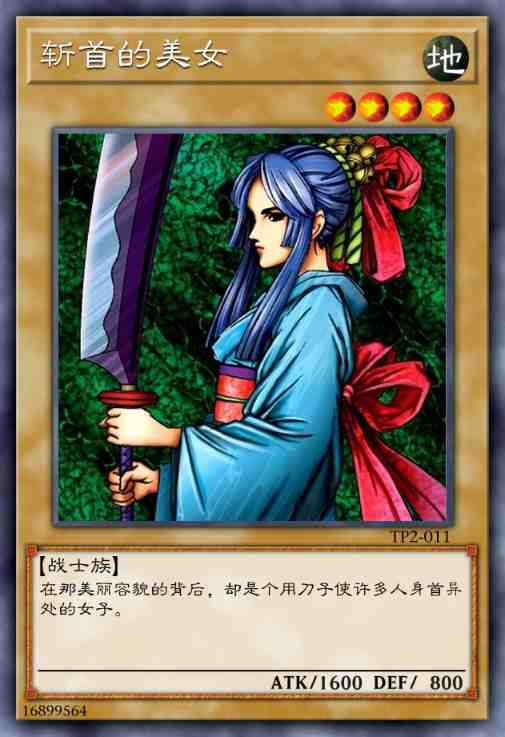 斩首的美女
地
TP2-011
【战士族】
在那美丽容貌的背后，却是个用刀子使许多人身首异
处的女子。
ATK/1600 DEF/ 800
16899564